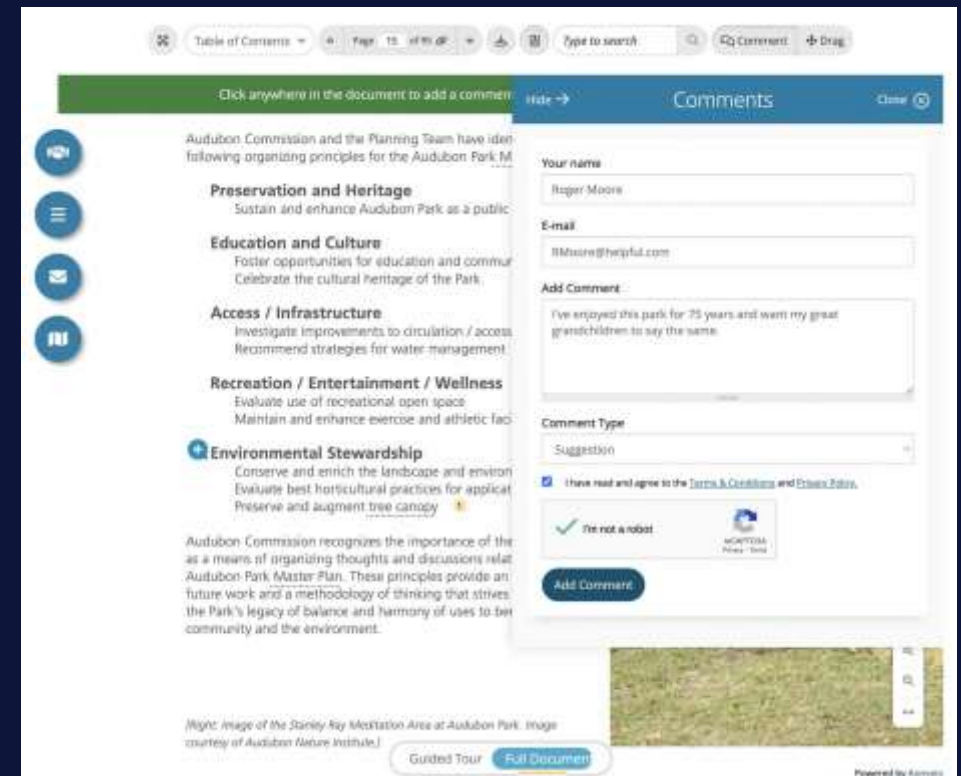 Table of Contents
Page 15 of 95
Type to search
Comment
Drag
Click anywhere in the document to add a commen
Hide
Comments
Close
Audubon Commission and the Planning Team have iden
following organizing principles for the Audubon Park M
Preservation and Heritage
Sustain and enhance Audubon Park as a public
Education and Culture
Foster opportunities for education and commur
Celebrate the cultural heritage of the Park.
Access / Infrastructure
Investigate improvements to circulation / access
Recommend strategies for water management
Recreation / Entertainment / Wellness
Evaluate use of recreational open space
Maintain and enhance exercise and athletic faci
Environmental Stewardship
Conserve and enrich the landscape and environ
Evaluate best horticultural practices for applicat
Preserve and augment tree canopy
Audubon Commission recognizes the importance of the
as a means of organizing thoughts and discussions relat
Audubon Park Master Plan. These principles provide an
future work and a methodology of thinking that strives
the Park's legacy of balance and harmony of uses to ben
community and the environment.
[Right: Image of the Stanley Ray Meditation Area at Audubon Park. Image
courtesy of Audubon Nature Institute.]
Your name
Roger Moore
E-mail
RMoore@helpful.com
Add Comment
I've enjoyed this park for 75 years and want my great
grandchildren to say the same.
Comment Type
Suggestion
I have read and agree to the Terms & Conditions and Privacy Policy.
I'm not a robot
reCAPTCHA
Privacy - Terms
Add Comment
Guided Tour
Full Documen
Powered by Konveio